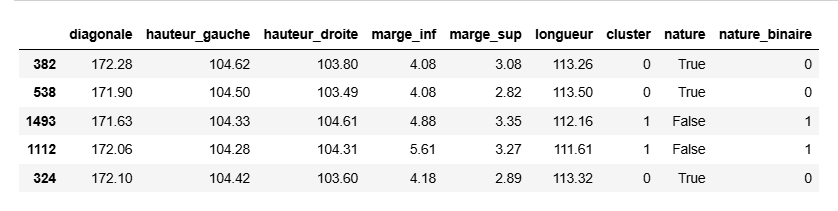 diagonale hauteur_gauche hauteur_droite marge_inf marge_sup longueur cluster nature nature_binaire
382 172.28 104.62 103.80 4.08 3.08 113.26 0 True 0
538 171.90 104.50 103.49 4.08 2.82 113.50 0 True 0
1493 171.63 104.33 104.61 4.88 3.35 112.16 1 False 1
1112 172.06 104.28 104.31 5.61 3.27 111.61 1 False 1
324 172.10 104.42 103.60 4.18 2.89 113.32 0 True 0